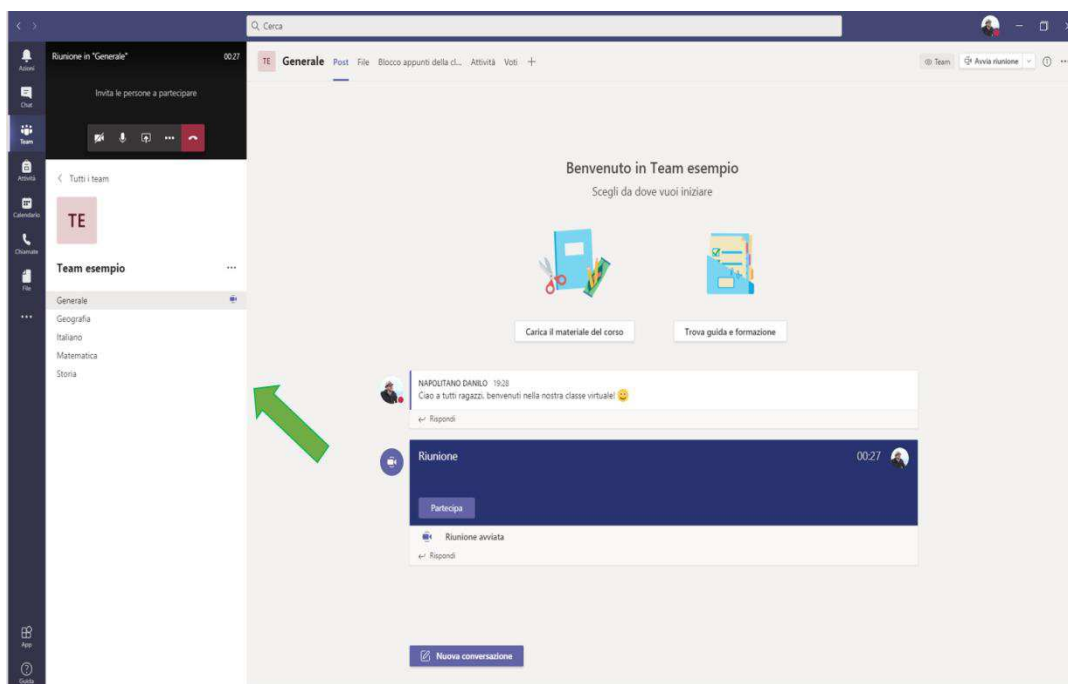 Cerca
Azioni
Chat
Team
Attività
Calendario
Chiamate
File
App
Guida
Riunione in "Generale" 00:27
Invita le persone a partecipare
Tutti i team
TE
Team esempio
Generale
Geografia
Italiano
Matematica
Storia
TE Generale Post File Blocco appunti della cl... Attività Voti +
Team Avvia riunione
Benvenuto in Team esempio
Scegli da dove vuoi iniziare
Carica il materiale del corso Trova guida e formazione
NAPOLITANO DANILO 19:28
Ciao a tutti ragazzi, benvenuti nella nostra classe virtuale!
Rispondi
Riunione 00:27
Partecipa
Riunione avviata
Rispondi
Nuova conversazione